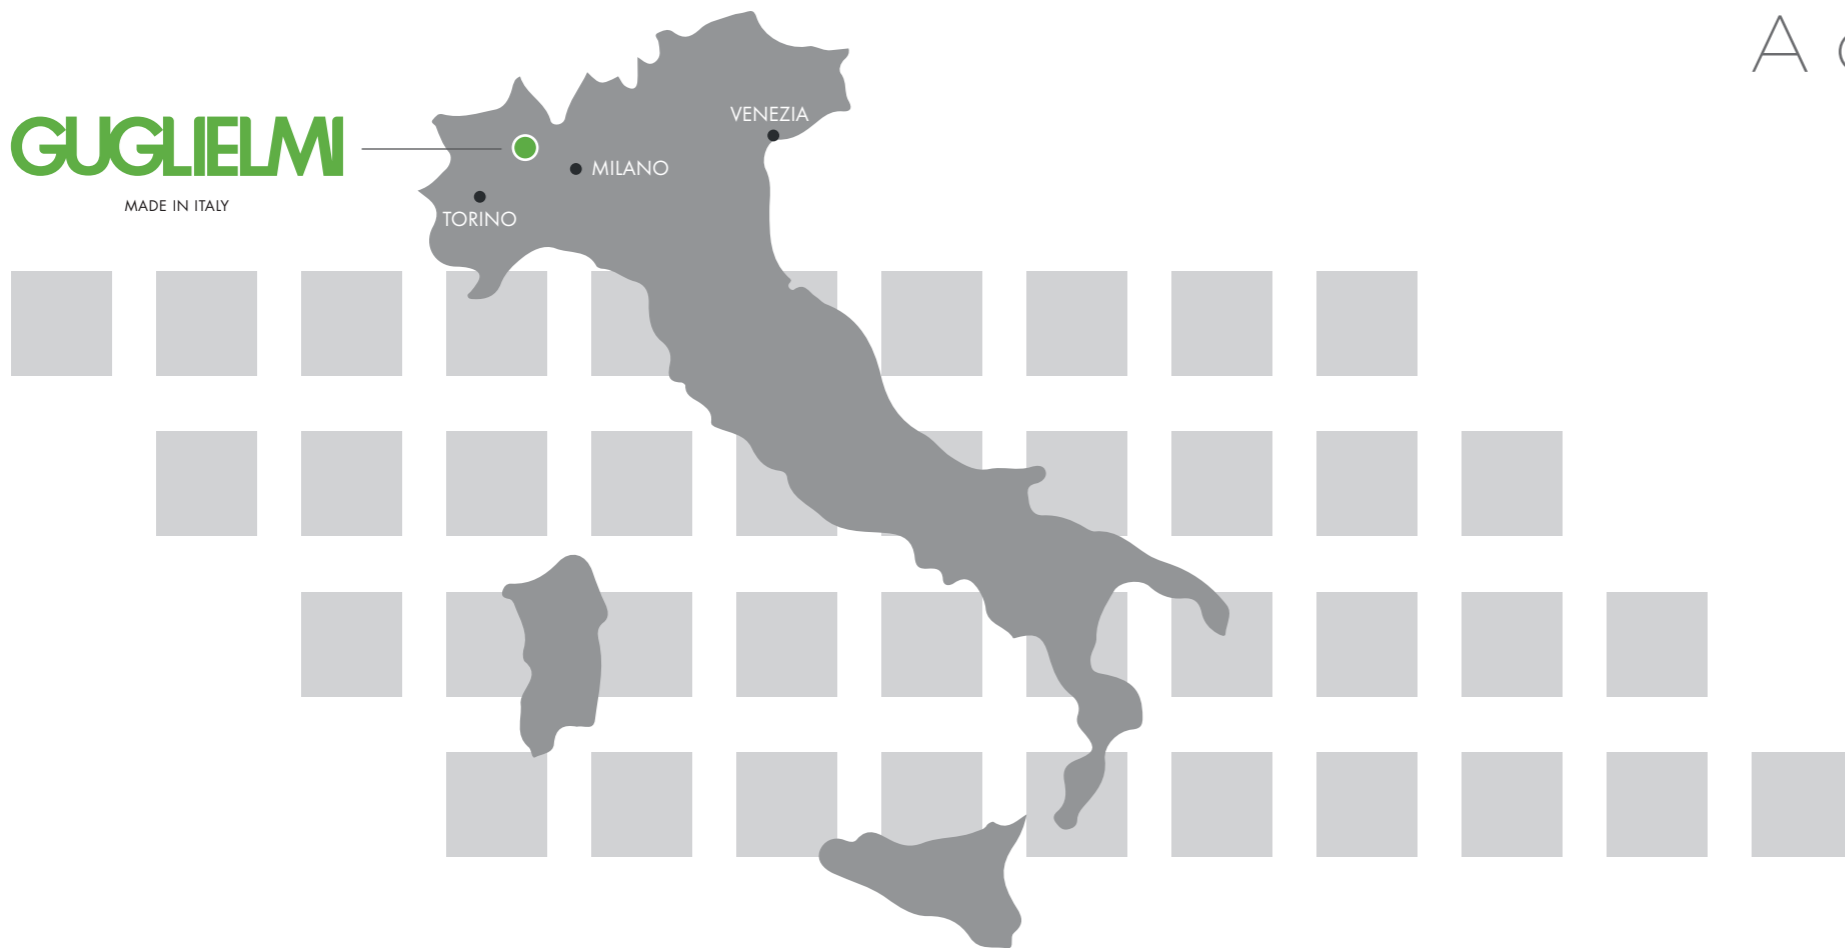 A
GUGLIELMI
MADE IN ITALY
VENEZIA
MILANO
TORINO